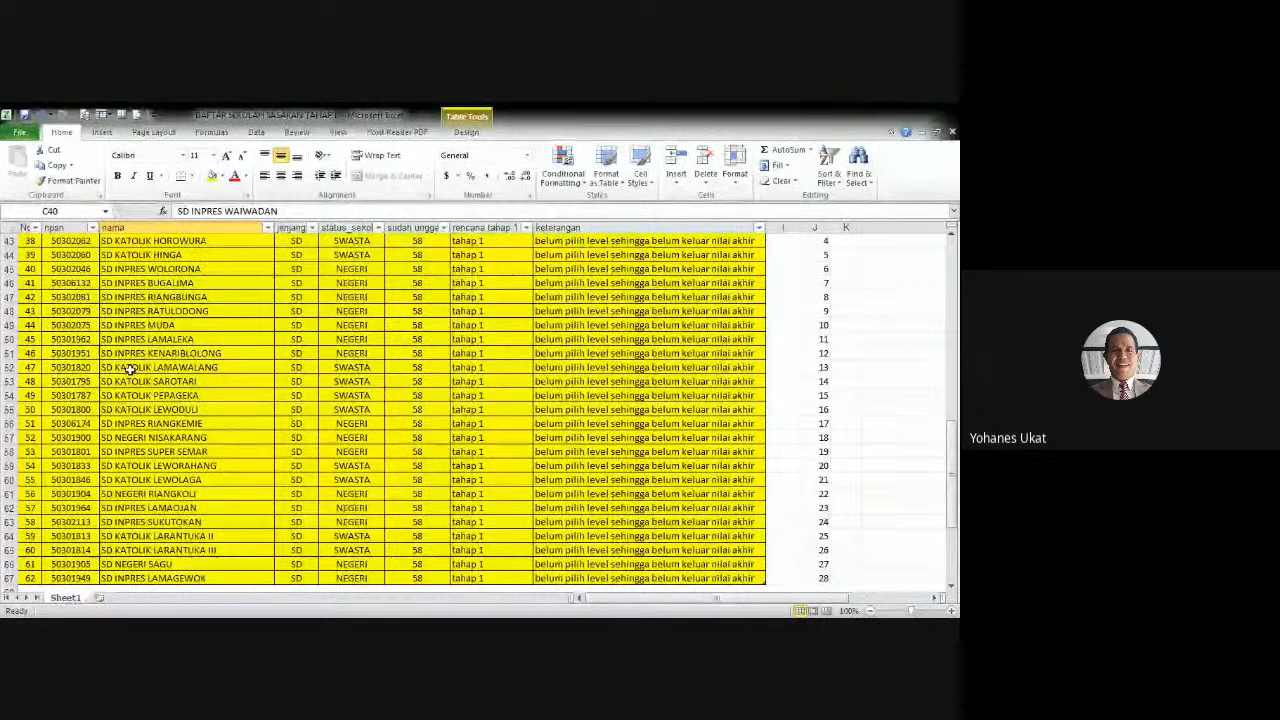 DAFTAR SEKOLAH SASARAN TAHAP I - Microsoft Excel
Table Tools
File Home Insert Page Layout Formulas Data Review View Foxit Reader PDF Design
Cut
Copy
Format Painter
Paste
Clipboard
Calibri 11
Font
Wrap Text
Merge & Center
Alignment
General
Number
Conditional Formatting
Format as Table
Cell Styles
Styles
Insert
Delete
Format
Cells
AutoSum
Fill
Clear
Sort & Filter
Find & Select
Editing
C40 fx SD INPRES WAIWADAN
npsn nama jenjang status_sekol sudah ungga rencana tahap 1 keterangan J K
43 38 50302062 SD KATOLIK HOROWURA SD SWASTA 58 tahap 1 belum pilih level sehingga belum keluar nilai akhir 4
44 39 50302060 SD KATOLIK HINGA SD SWASTA 58 tahap 1 belum pilih level sehingga belum keluar nilai akhir 5
45 40 50302046 SD INPRES WOLORONA SD NEGERI 58 tahap 1 belum pilih level sehingga belum keluar nilai akhir 6
46 41 50306132 SD INPRES BUGALIMA SD NEGERI 58 tahap 1 belum pilih level sehingga belum keluar nilai akhir 7
47 42 50302081 SD INPRES RIANGBUNGA SD NEGERI 58 tahap 1 belum pilih level sehingga belum keluar nilai akhir 8
48 43 50302079 SD INPRES RATULODONG SD NEGERI 58 tahap 1 belum pilih level sehingga belum keluar nilai akhir 9
49 44 50302075 SD INPRES MUDA SD NEGERI 58 tahap 1 belum pilih level sehingga belum keluar nilai akhir 10
50 45 50301962 SD INPRES LAMALEKA SD NEGERI 58 tahap 1 belum pilih level sehingga belum keluar nilai akhir 11
51 46 50301951 SD INPRES KENARIBLOLONG SD NEGERI 58 tahap 1 belum pilih level sehingga belum keluar nilai akhir 12
52 47 50301820 SD KATOLIK LAMAWALANG SD SWASTA 58 tahap 1 belum pilih level sehingga belum keluar nilai akhir 13
53 48 50301795 SD KATOLIK SAROTARI SD SWASTA 58 tahap 1 belum pilih level sehingga belum keluar nilai akhir 14
54 49 50301787 SD KATOLIK PEPAGEKA SD SWASTA 58 tahap 1 belum pilih level sehingga belum keluar nilai akhir 15
55 50 50301800 SD KATOLIK LEWODULI SD SWASTA 58 tahap 1 belum pilih level sehingga belum keluar nilai akhir 16
56 51 50306174 SD INPRES RIANGKEMIE SD NEGERI 58 tahap 1 belum pilih level sehingga belum keluar nilai akhir 17
57 52 50301900 SD NEGERI NISAKARANG SD NEGERI 58 tahap 1 belum pilih level sehingga belum keluar nilai akhir 18
58 53 50301801 SD INPRES SUPER SEMAR SD NEGERI 58 tahap 1 belum pilih level sehingga belum keluar nilai akhir 19
59 54 50301833 SD KATOLIK LEWORAHANG SD SWASTA 58 tahap 1 belum pilih level sehingga belum keluar nilai akhir 20
60 55 50301846 SD KATOLIK LEWOLAGA SD SWASTA 58 tahap 1 belum pilih level sehingga belum keluar nilai akhir 21
61 56 50301904 SD NEGERI RIANGKOLI SD NEGERI 58 tahap 1 belum pilih level sehingga belum keluar nilai akhir 22
62 57 50301964 SD INPRES LAMAOJAN SD NEGERI 58 tahap 1 belum pilih level sehingga belum keluar nilai akhir 23
63 58 50302113 SD INPRES SUKUTOKAN SD NEGERI 58 tahap 1 belum pilih level sehingga belum keluar nilai akhir 24
64 59 50301813 SD KATOLIK LARANTUKA II SD SWASTA 58 tahap 1 belum pilih level sehingga belum keluar nilai akhir 25
65 60 50301814 SD KATOLIK LARANTUKA III SD SWASTA 58 tahap 1 belum pilih level sehingga belum keluar nilai akhir 26
66 61 50301905 SD NEGERI SAGU SD NEGERI 58 tahap 1 belum pilih level sehingga belum keluar nilai akhir 27
67 62 50301949 SD INPRES LAMAGEWOK SD NEGERI 58 tahap 1 belum pilih level sehingga belum keluar nilai akhir 28
Sheet1
Ready 100%
Yohanes Ukat